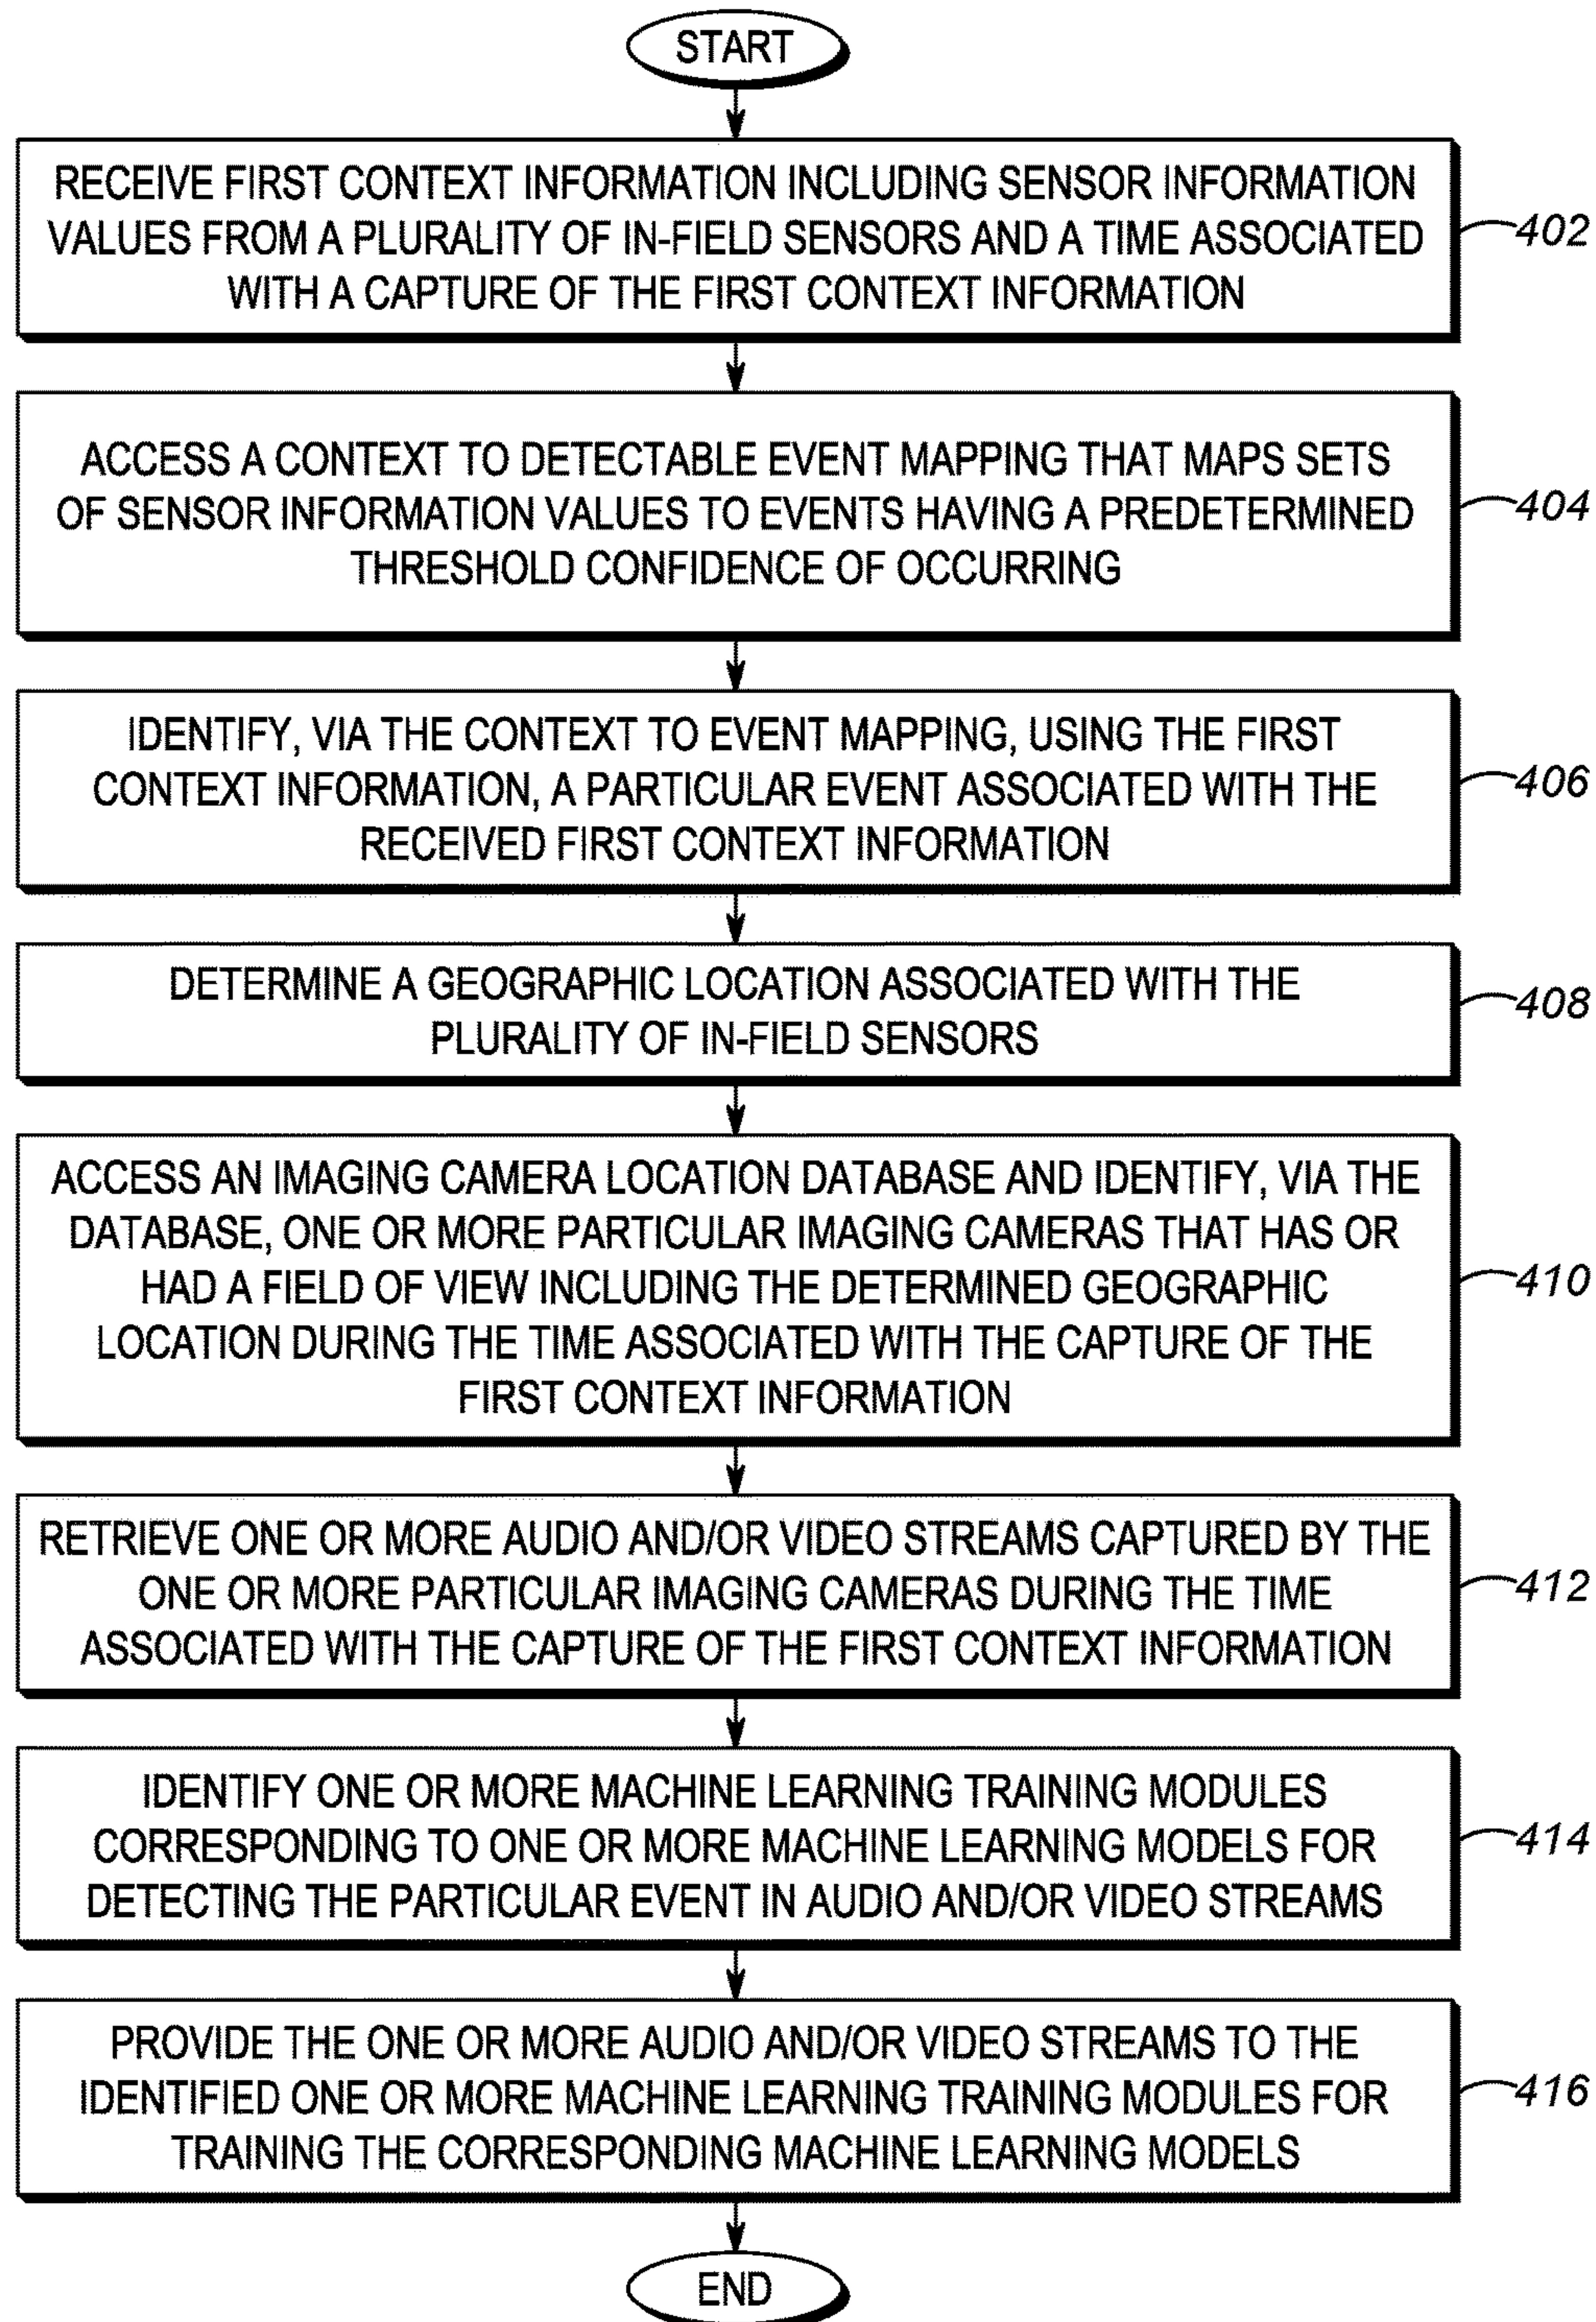 START
RECEIVE FIRST CONTEXT INFORMATION INCLUDING SENSOR INFORMATION
VALUES FROM A PLURALITY OF IN-FIELD SENSORS AND A TIME ASSOCIATED
WITH A CAPTURE OF THE FIRST CONTEXT INFORMATION
402
ACCESS A CONTEXT TO DETECTABLE EVENT MAPPING THAT MAPS SETS
OF SENSOR INFORMATION VALUES TO EVENTS HAVING A PREDETERMINED
THRESHOLD CONFIDENCE OF OCCURRING
404
IDENTIFY, VIA THE CONTEXT TO EVENT MAPPING, USING THE FIRST
CONTEXT INFORMATION, A PARTICULAR EVENT ASSOCIATED WITH THE
RECEIVED FIRST CONTEXT INFORMATION
406
DETERMINE A GEOGRAPHIC LOCATION ASSOCIATED WITH THE
PLURALITY OF IN-FIELD SENSORS
408
ACCESS AN IMAGING CAMERA LOCATION DATABASE AND IDENTIFY, VIA THE
DATABASE, ONE OR MORE PARTICULAR IMAGING CAMERAS THAT HAS OR
HAD A FIELD OF VIEW INCLUDING THE DETERMINED GEOGRAPHIC
LOCATION DURING THE TIME ASSOCIATED WITH THE CAPTURE OF THE
FIRST CONTEXT INFORMATION
410
RETRIEVE ONE OR MORE AUDIO AND/OR VIDEO STREAMS CAPTURED BY THE
ONE OR MORE PARTICULAR IMAGING CAMERAS DURING THE TIME
ASSOCIATED WITH THE CAPTURE OF THE FIRST CONTEXT INFORMATION
412
IDENTIFY ONE OR MORE MACHINE LEARNING TRAINING MODULES
CORRESPONDING TO ONE OR MORE MACHINE LEARNING MODELS FOR
DETECTING THE PARTICULAR EVENT IN AUDIO AND/OR VIDEO STREAMS
414
PROVIDE THE ONE OR MORE AUDIO AND/OR VIDEO STREAMS TO THE
IDENTIFIED ONE OR MORE MACHINE LEARNING TRAINING MODULES FOR
TRAINING THE CORRESPONDING MACHINE LEARNING MODELS
416
END